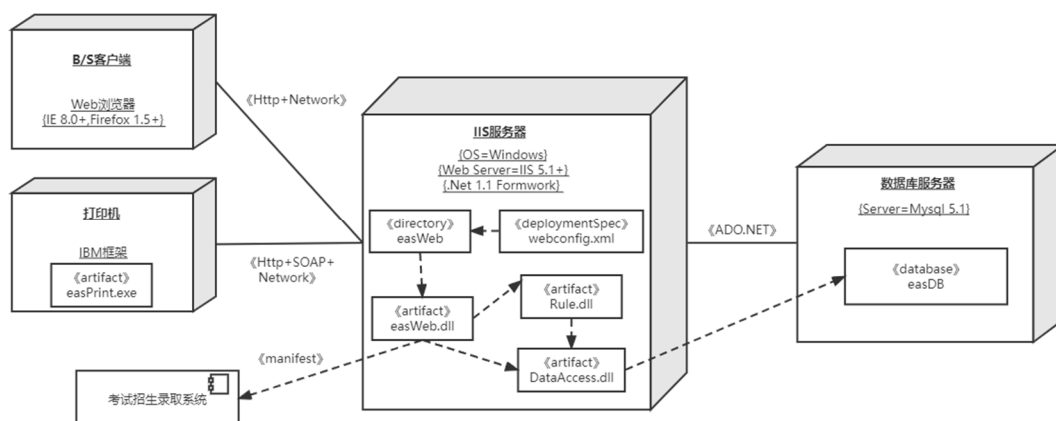 B/S客户端
Web浏览器
{IE 8.0+,Firefox 1.5+}
《Http+Network》
打印机
IBM框架
《artifact》
easPrint.exe
《Http+SOAP+
Network》
IIS服务器
{OS=Windows}
{Web Server=IIS 5.1+}
{.Net 1.1 Formwork}
《directory》
easWeb
《deploymentSpec》
webconfig.xml
《artifact》
easWeb.dll
《artifact》
Rule.dll
《artifact》
DataAccess.dll
《manifest》
考试招生录取系统
《ADO.NET》
数据库服务器
{Server=Mysql 5.1}
《database》
easDB